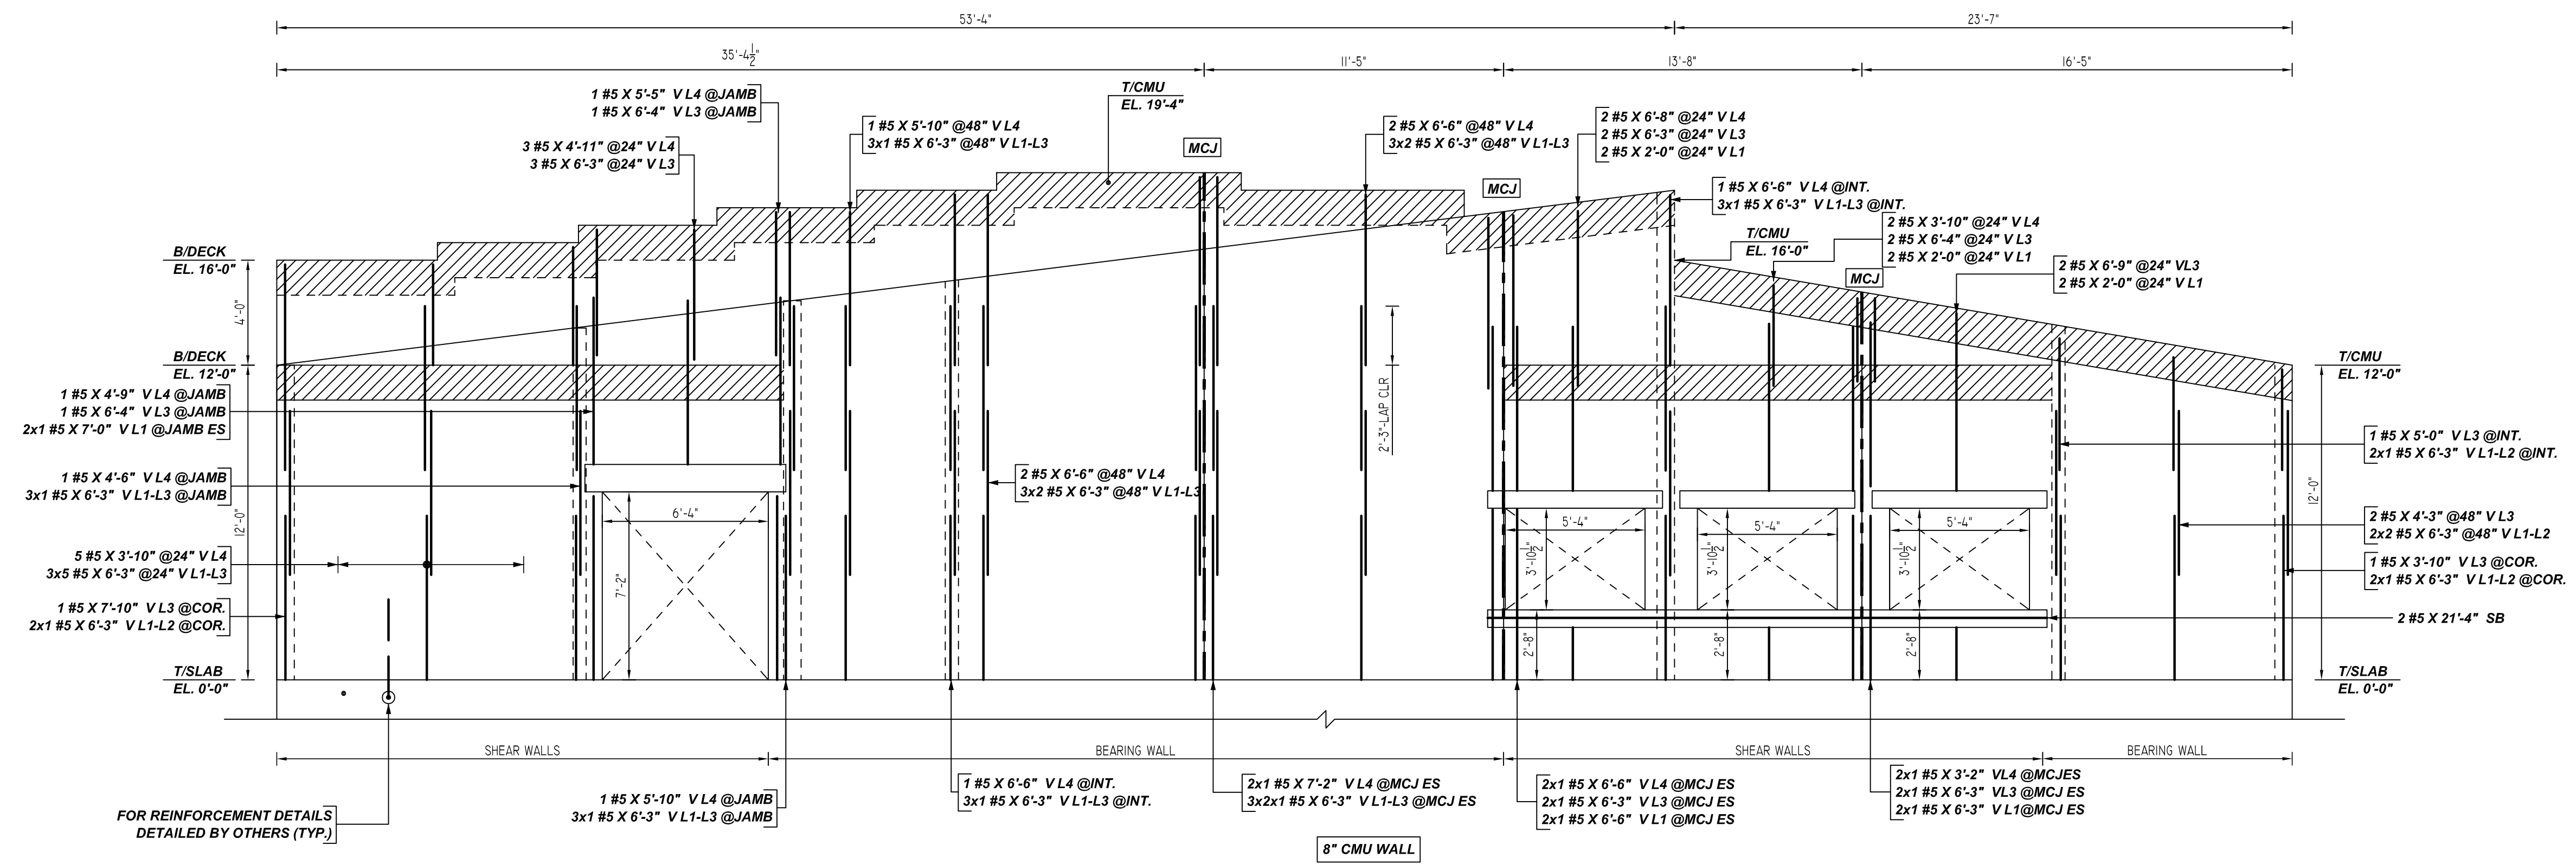 53'-4"
23'-7"
35'-4½"
11'-5"
13'-8"
16'-5"
1 #5 X 5'-5" V L4 @JAMB
1 #5 X 6'-4" V L3 @JAMB
T/CMU
EL. 19'-4"
3 #5 X 4'-11" @24" V L4
3 #5 X 6'-3" @24" V L3
1 #5 X 5'-10" @48" V L4
3x1 #5 X 6'-3" @48" V L1-L3
MCJ
2 #5 X 6'-6" @48" V L4
3x2 #5 X 6'-3" @48" V L1-L3
2 #5 X 6'-8" @24" V L4
2 #5 X 6'-3" @24" V L3
2 #5 X 2'-0" @24" V L1
MCJ
1 #5 X 6'-6" V L4 @INT.
3x1 #5 X 6'-3" V L1-L3 @INT.
2 #5 X 3'-10" @24" V L4
2 #5 X 6'-4" @24" V L3
2 #5 X 2'-0" @24" V L1
T/CMU
EL. 16'-0"
MCJ
2 #5 X 6'-9" @24" VL3
2 #5 X 2'-0" @24" V L1
B/DECK
EL. 16'-0"
4'-0"
B/DECK
EL. 12'-0"
T/CMU
EL. 12'-0"
1 #5 X 4'-9" V L4 @JAMB
1 #5 X 6'-4" V L3 @JAMB
2x1 #5 X 7'-0" V L1 @JAMB ES
2'-3"-LAP CLR
1 #5 X 5'-0" V L3 @INT.
2x1 #5 X 6'-3" V L1-L2 @INT.
1 #5 X 4'-6" V L4 @JAMB
3x1 #5 X 6'-3" V L1-L3 @JAMB
2 #5 X 6'-6" @48" V L4
3x2 #5 X 6'-3" @48" V L1-L3
12'-0"
12'-0"
6'-4"
7'-2"
5'-4"
3'-10½"
5'-4"
3'-10½"
5'-4"
3'-10½"
2 #5 X 4'-3" @48" V L3
2x2 #5 X 6'-3" @48" V L1-L2
5 #5 X 3'-10" @24" V L4
3x5 #5 X 6'-3" @24" V L1-L3
1 #5 X 3'-10" V L3 @COR.
2x1 #5 X 6'-3" V L1-L2 @COR.
1 #5 X 7'-10" V L3 @COR.
2x1 #5 X 6'-3" V L1-L2 @COR.
2 #5 X 21'-4" SB
2'-8"
2'-8"
2'-8"
T/SLAB
EL. 0'-0"
T/SLAB
EL. 0'-0"
SHEAR WALLS
BEARING WALL
SHEAR WALLS
BEARING WALL
1 #5 X 5'-10" V L4 @JAMB
3x1 #5 X 6'-3" V L1-L3 @JAMB
1 #5 X 6'-6" V L4 @INT.
3x1 #5 X 6'-3" V L1-L3 @INT.
2x1 #5 X 7'-2" V L4 @MCJ ES
3x2x1 #5 X 6'-3" V L1-L3 @MCJ ES
2x1 #5 X 6'-6" V L4 @MCJ ES
2x1 #5 X 6'-3" V L3 @MCJ ES
2x1 #5 X 6'-6" V L1 @MCJ ES
2x1 #5 X 3'-2" VL4 @MCJES
2x1 #5 X 6'-3" VL3 @MCJ ES
2x1 #5 X 6'-3" V L1@MCJ ES
FOR REINFORCEMENT DETAILS
DETAILED BY OTHERS (TYP.)
8" CMU WALL